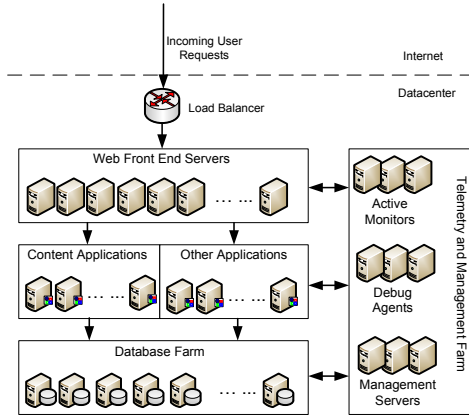 Incoming User
Requests
Internet
Datacenter
Load Balancer
Web Front End Servers
... ...
Active
Monitors
Content Applications
Other Applications
... ...
... ...
Debug
Agents
Database Farm
... ...
Management
Servers
Telemetry and Management Farm